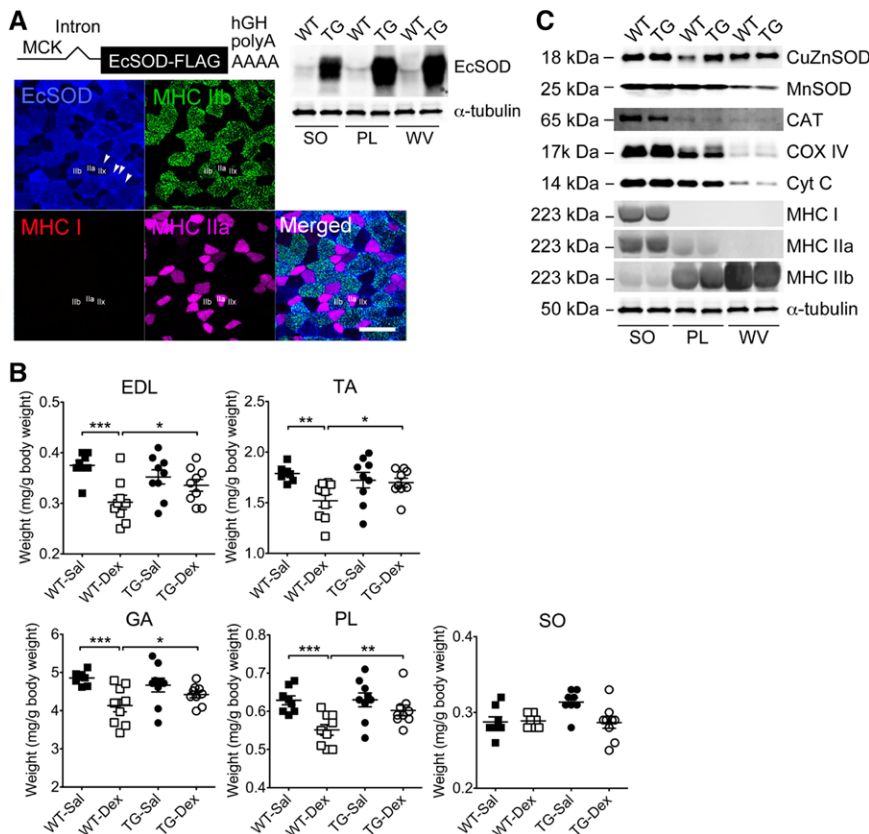 A
MCK
Intron
EcSOD-FLAG
hGH
polyA
AAAA
WT TG WT TG WT TG
EcSOD
α-tubulin
SO PL WV
EcSOD
IIb IIa IIx
MHC IIb
IIb IIa IIx
MHC I
IIb IIa IIx
MHC IIa
IIb IIa IIx
Merged
IIb IIa IIx
C
WT TG WT TG WT TG
18 kDa CuZnSOD
25 kDa MnSOD
65 kDa CAT
17k Da COX IV
14 kDa Cyt C
223 kDa MHC I
223 kDa MHC IIa
223 kDa MHC IIb
50 kDa α-tubulin
SO PL WV
B
EDL
Weight (mg/g body weight)
0.5
0.4
0.3
0.2
*** *
WT-Sal WT-Dex TG-Sal TG-Dex
TA
Weight (mg/g body weight)
2.5
2.0
1.5
1.0
** *
WT-Sal WT-Dex TG-Sal TG-Dex
GA
Weight (mg/g body weight)
6
5
4
3
2
*** *
WT-Sal WT-Dex TG-Sal TG-Dex
PL
Weight (mg/g body weight)
0.8
0.7
0.6
0.5
0.4
*** **
WT-Sal WT-Dex TG-Sal TG-Dex
SO
Weight (mg/g body weight)
0.4
0.3
0.2
WT-Sal WT-Dex TG-Sal TG-Dex